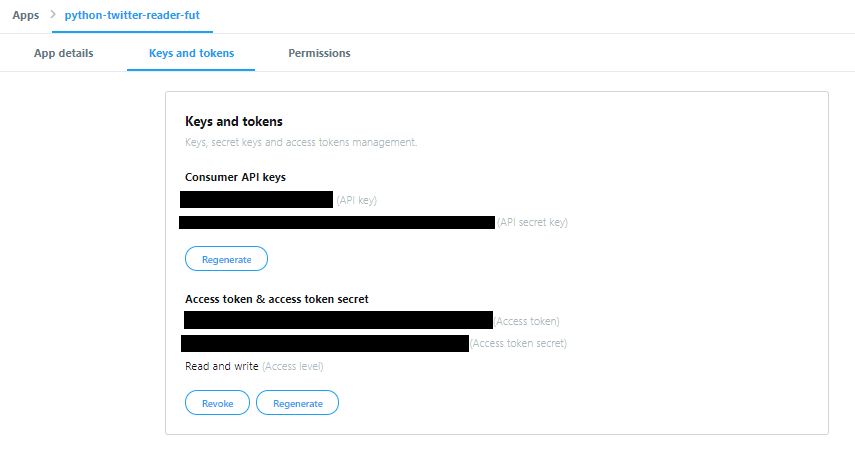 Apps > python-twitter-reader-fut
App details Keys and tokens Permissions
Keys and tokens
Keys, secret keys and access tokens management.
Consumer API keys
(API key)
(API secret key)
Regenerate
Access token & access token secret
(Access token)
(Access token secret)
Read and write (Access level)
Revoke Regenerate